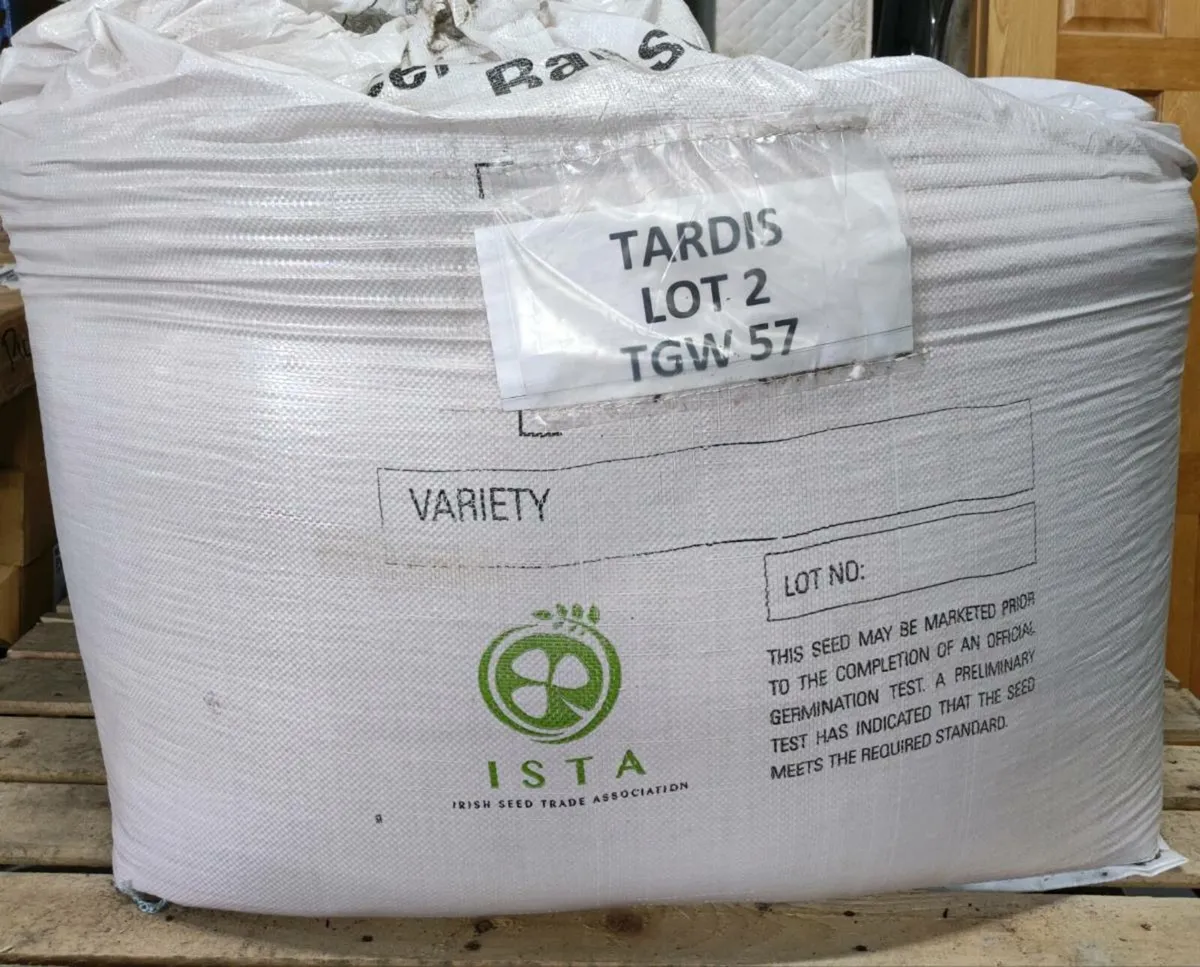 TARDIS
LOT 2
TGW 57
VARIETY
LOT NO:
THIS SEED MAY BE MARKETED PRIOR
TO THE COMPLETION OF AN OFFICIAL
GERMINATION TEST. A PRELIMINARY
TEST HAS INDICATED THAT THE SEED
MEETS THE REQUIRED STANDARD.
ISTA
IRISH SEED TRADE ASSOCIATION